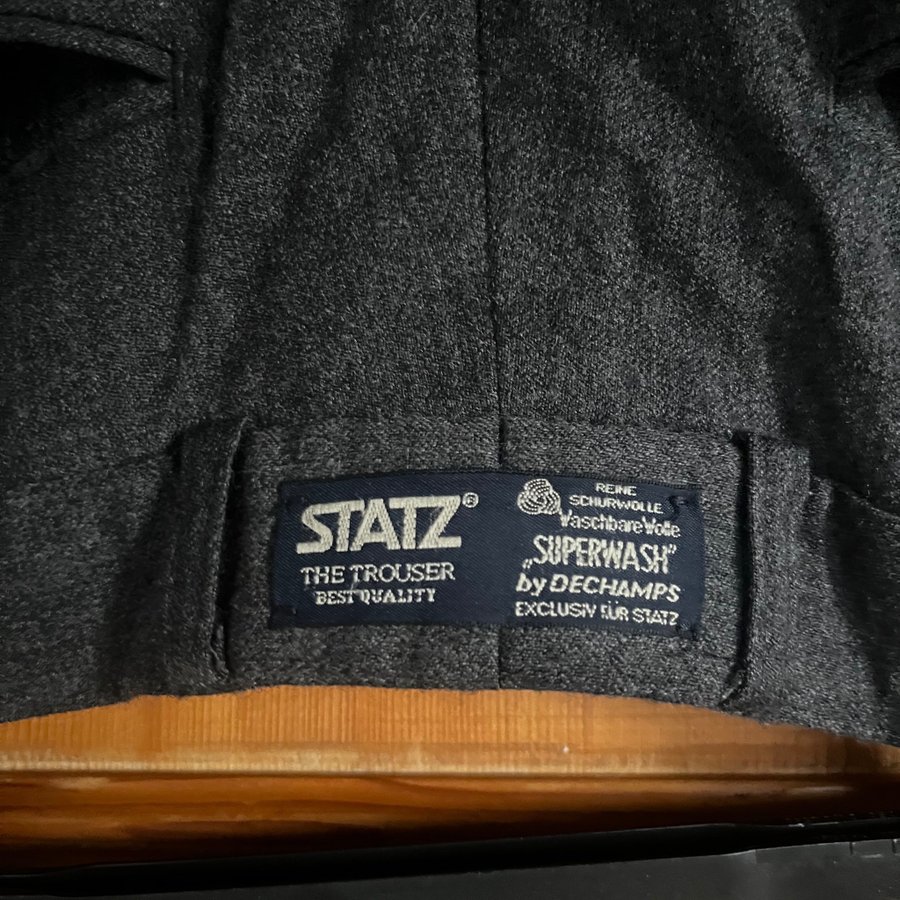 STATZ®
THE TROUSER
BEST QUALITY
REINE
SCHURWOLLE
Waschbare Wolle
„SUPERWASH"
by DECHAMPS
EXCLUSIV FÜR STATZ